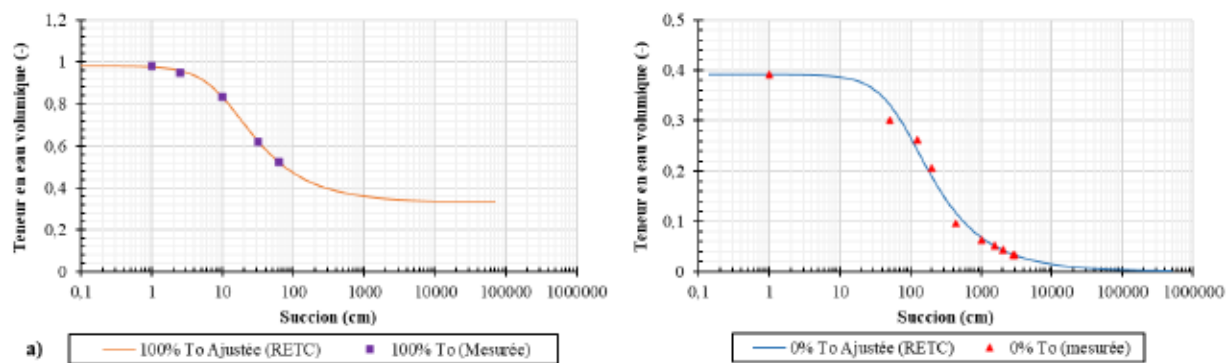 Teneur en eau volumique (-)
1,2
1
0,8
0,6
0,4
0,2
0
0,1 1 10 100 1000 10000 100000 1000000
Succion (cm)
a)
100% To Ajustée (RETC) 100% To (Mesurée)
Teneur en eau volumique (-)
0,5
0,4
0,3
0,2
0,1
0
0,1 1 10 100 1000 10000 100000 1000000
Succion (cm)
0% To Ajustée (RETC) 0% To (mesurée)